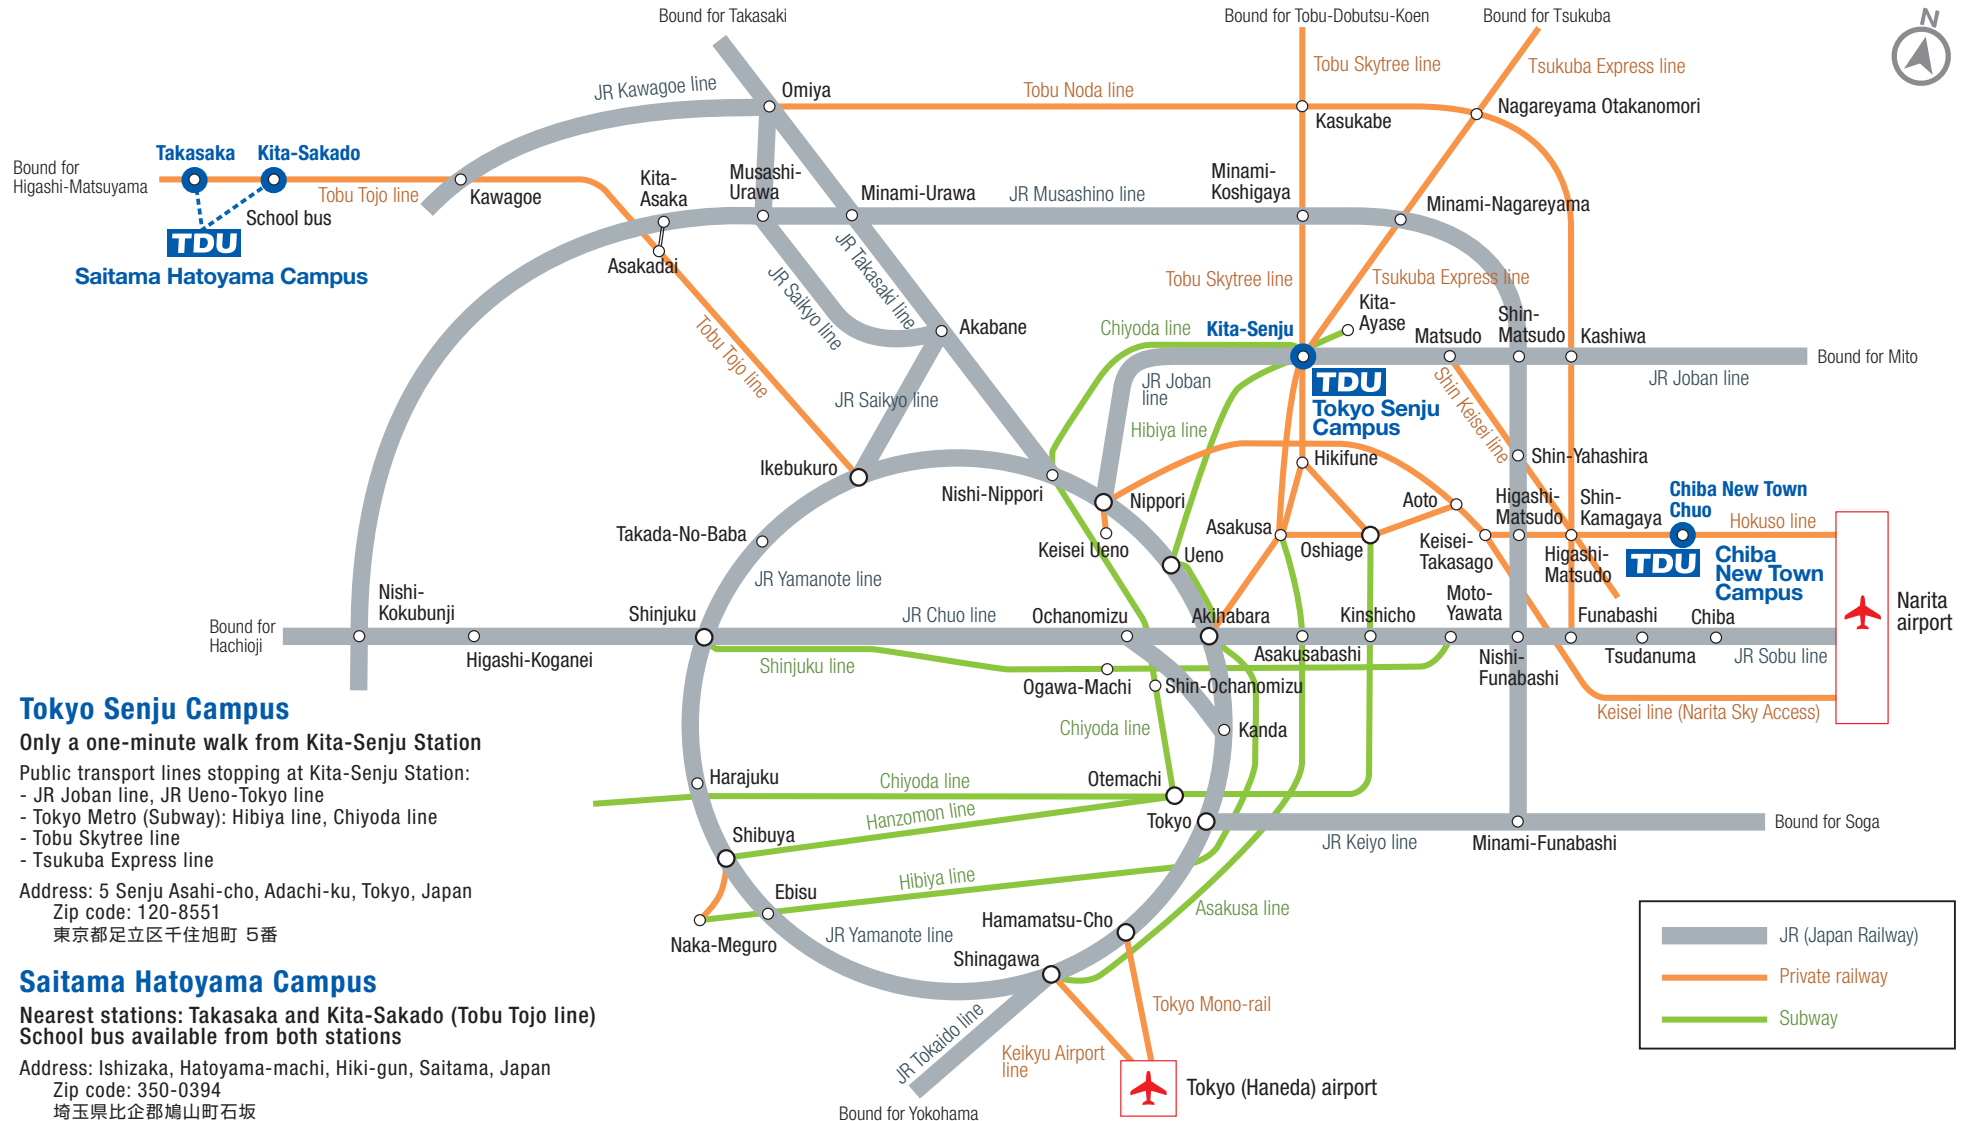 Bound for Takasaki
Bound for Tobu-Dobutsu-Koen
Bound for Tsukuba
N
Tobu Skytree line
Tsukuba Express line
JR Kawagoe line
Omiya
Tobu Noda line
Kasukabe
Nagareyama Otakanomori
Bound for
Higashi-Matsuyama
Takasaka
Kita-Sakado
Tobu Tojo line
School bus
TDU
Saitama Hatoyama Campus
Kawagoe
Kita-
Asaka
Asakadai
Musashi-
Urawa
Minami-Urawa
JR Musashino line
Minami-
Koshigaya
Minami-Nagareyama
JR Saikyo line
JR Takasaki line
Tobu Skytree line
Tsukuba Express line
Kita-
Ayase
Tobu Tojo line
Akabane
Chiyoda line
Kita-Senju
Matsudo
Shin-
Matsudo
Kashiwa
Bound for Mito
JR Joban line
JR Saikyo line
JR Joban
line
TDU
Tokyo Senju
Campus
Shin Keisei line
Hibiya line
Ikebukuro
Nishi-Nippori
Nippori
Hikifune
Shin-Yahashira
Keisei Ueno
Takada-No-Baba
Ueno
Asakusa
Oshiage
Aoto
Keisei-
Takasago
Higashi-
Matsudo
Shin-
Kamagaya
Higashi-
Matsudo
Chiba New Town
Chuo
Hokuso line
TDU
Chiba
New Town
Campus
JR Yamanote line
Nishi-
Kokubunji
Bound for
Hachioji
Higashi-Koganei
Shinjuku
JR Chuo line
Ochanomizu
Akihabara
Asakusabashi
Kinshicho
Moto-
Yawata
Nishi-
Funabashi
Funabashi
Tsudanuma
Chiba
JR Sobu line
Narita
airport
Shinjuku line
Ogawa-Machi
Shin-Ochanomizu
Keisei line (Narita Sky Access)
Chiyoda line
Kanda
Harajuku
Chiyoda line
Otemachi
Hanzomon line
Tokyo
JR Keiyo line
Minami-Funabashi
Bound for Soga
Shibuya
Hibiya line
Ebisu
Naka-Meguro
JR Yamanote line
Hamamatsu-Cho
Asakusa line
Shinagawa
JR Tokaido line
Tokyo Mono-rail
Keikyu Airport
line
Tokyo (Haneda) airport
Bound for Yokohama
Tokyo Senju Campus
Only a one-minute walk from Kita-Senju Station
Public transport lines stopping at Kita-Senju Station:
- JR Joban line, JR Ueno-Tokyo line
- Tokyo Metro (Subway): Hibiya line, Chiyoda line
- Tobu Skytree line
- Tsukuba Express line
Address: 5 Senju Asahi-cho, Adachi-ku, Tokyo, Japan
Zip code: 120-8551
東京都足立区千住旭町 5番
Saitama Hatoyama Campus
Nearest stations: Takasaka and Kita-Sakado (Tobu Tojo line)
School bus available from both stations
Address: Ishizaka, Hatoyama-machi, Hiki-gun, Saitama, Japan
Zip code: 350-0394
埼玉県比企郡鳩山町石坂
JR (Japan Railway)
Private railway
Subway